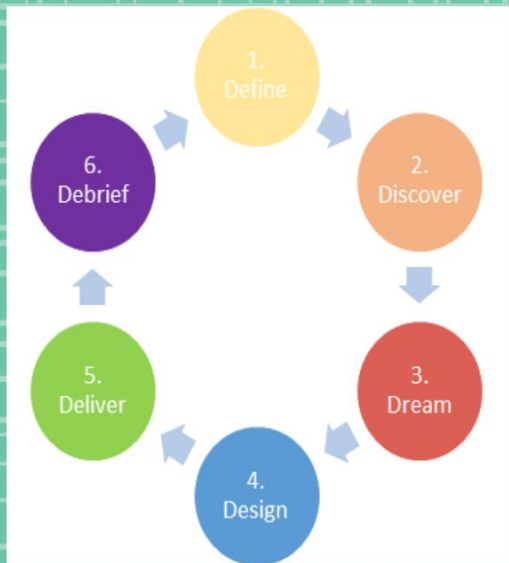 1.
Define
2.
Discover
3.
Dream
4.
Design
5.
Deliver
6.
Debrief